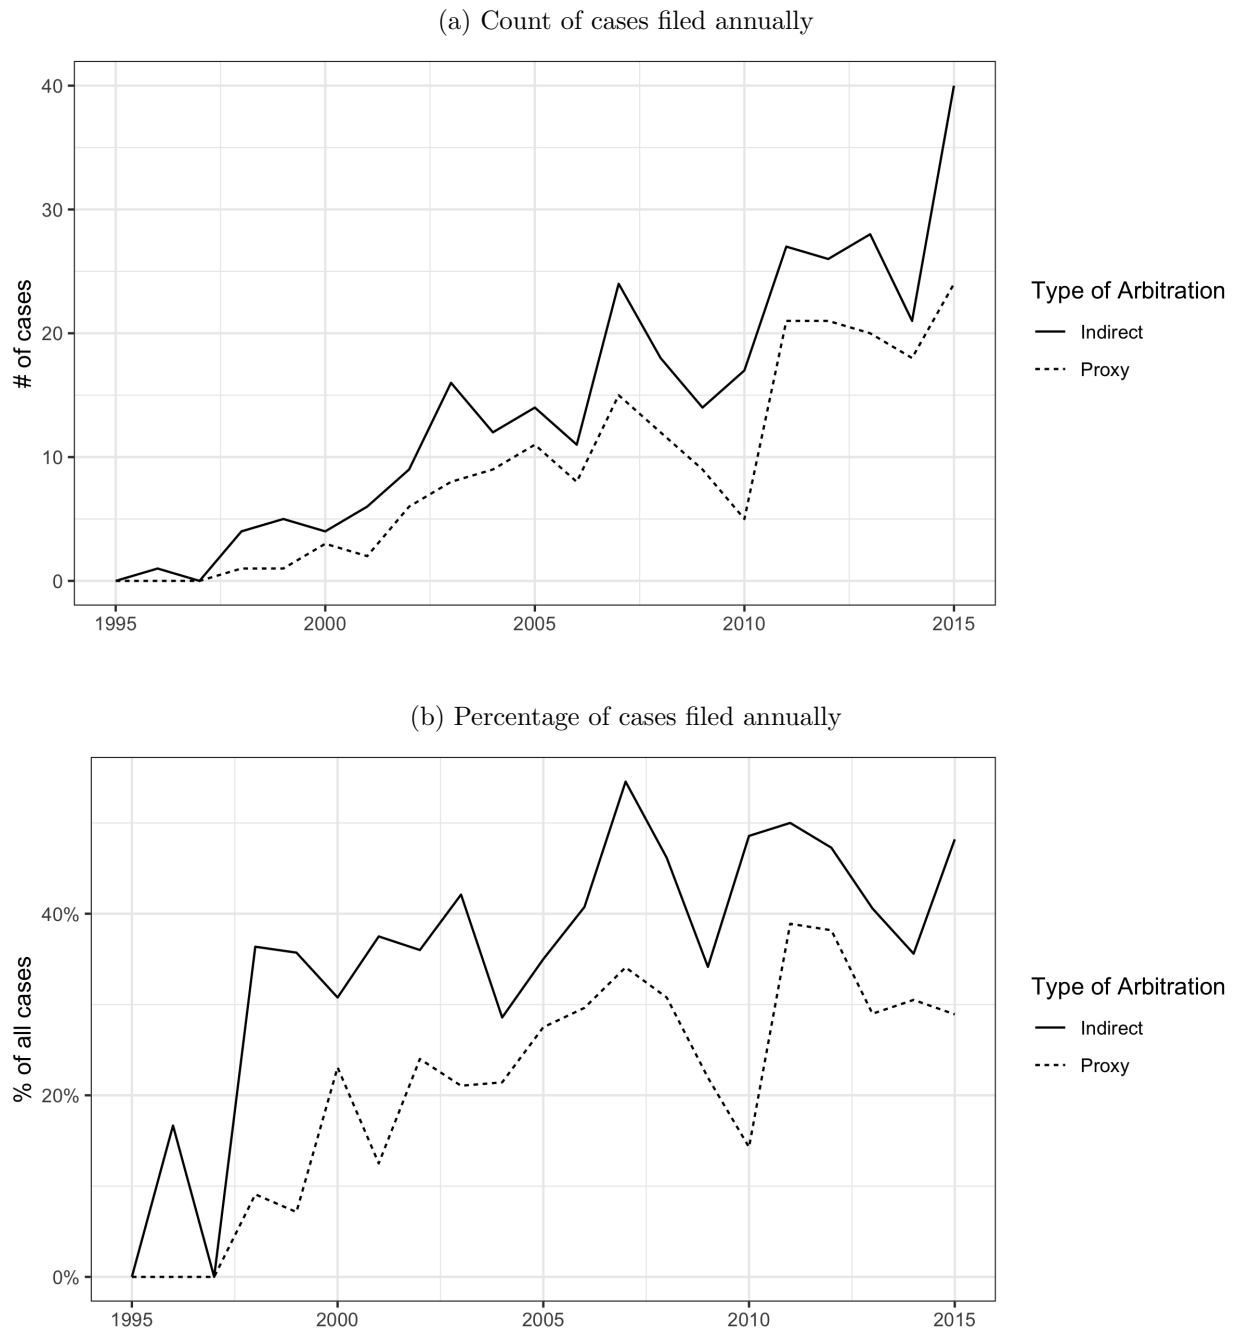 (a) Count of cases filed annually
# of cases
40
30
20
10
0
1995 2000 2005 2010 2015
Type of Arbitration
Indirect
Proxy
(b) Percentage of cases filed annually
% of all cases
40%
20%
0%
1995 2000 2005 2010 2015
Type of Arbitration
Indirect
Proxy